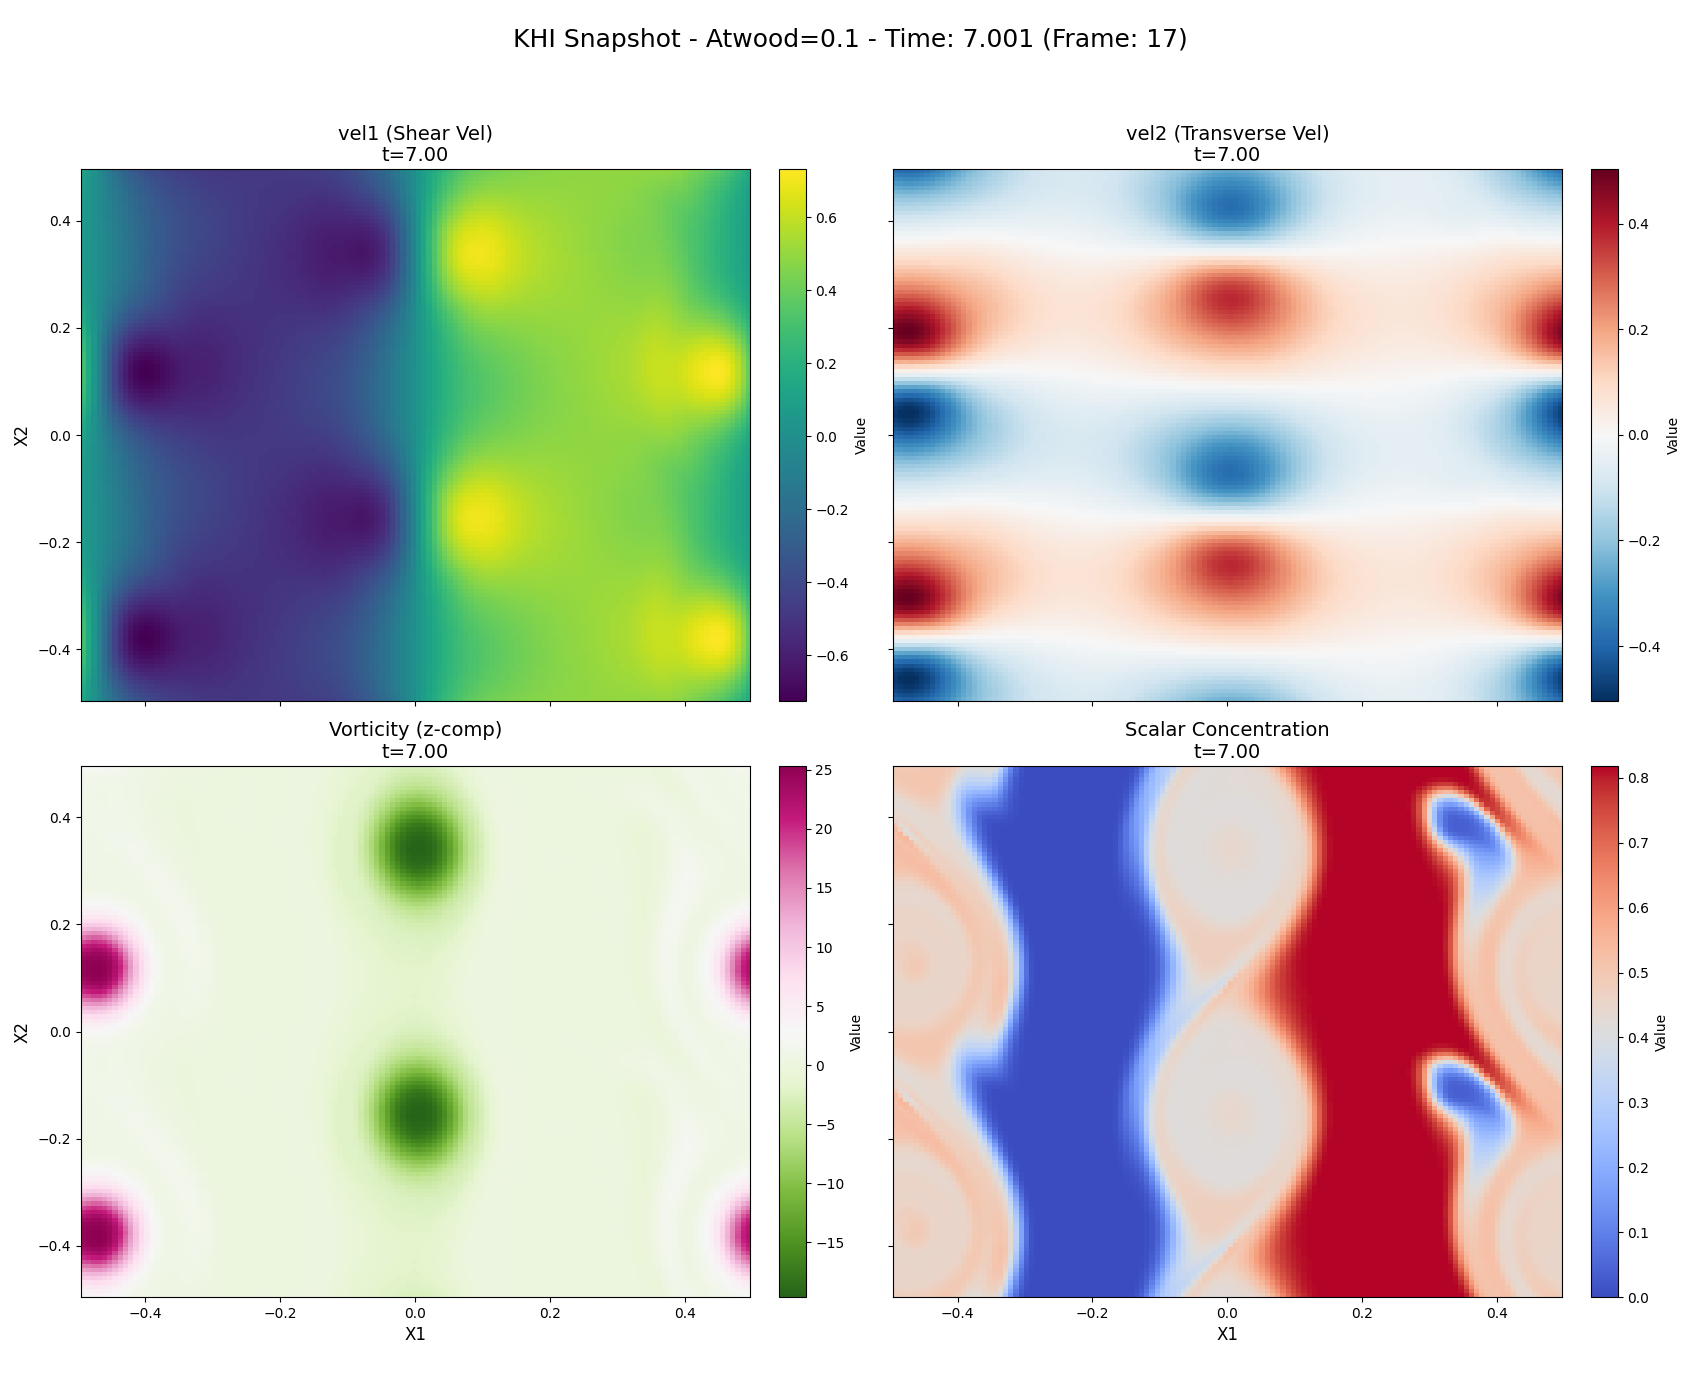 KHI Snapshot - Atwood=0.1 - Time: 7.001 (Frame: 17)
vel1 (Shear Vel)
t=7.00
X2
0.4
0.2
0.0
−0.2
−0.4
Value
0.6
0.4
0.2
0.0
−0.2
−0.4
−0.6
vel2 (Transverse Vel)
t=7.00
Value
0.4
0.2
0.0
−0.2
−0.4
Vorticity (z-comp)
t=7.00
X2
0.4
0.2
0.0
−0.2
−0.4
−0.4
−0.2
0.0
0.2
0.4
X1
Value
25
20
15
10
5
0
−5
−10
−15
Scalar Concentration
t=7.00
−0.4
−0.2
0.0
0.2
0.4
X1
Value
0.8
0.7
0.6
0.5
0.4
0.3
0.2
0.1
0.0